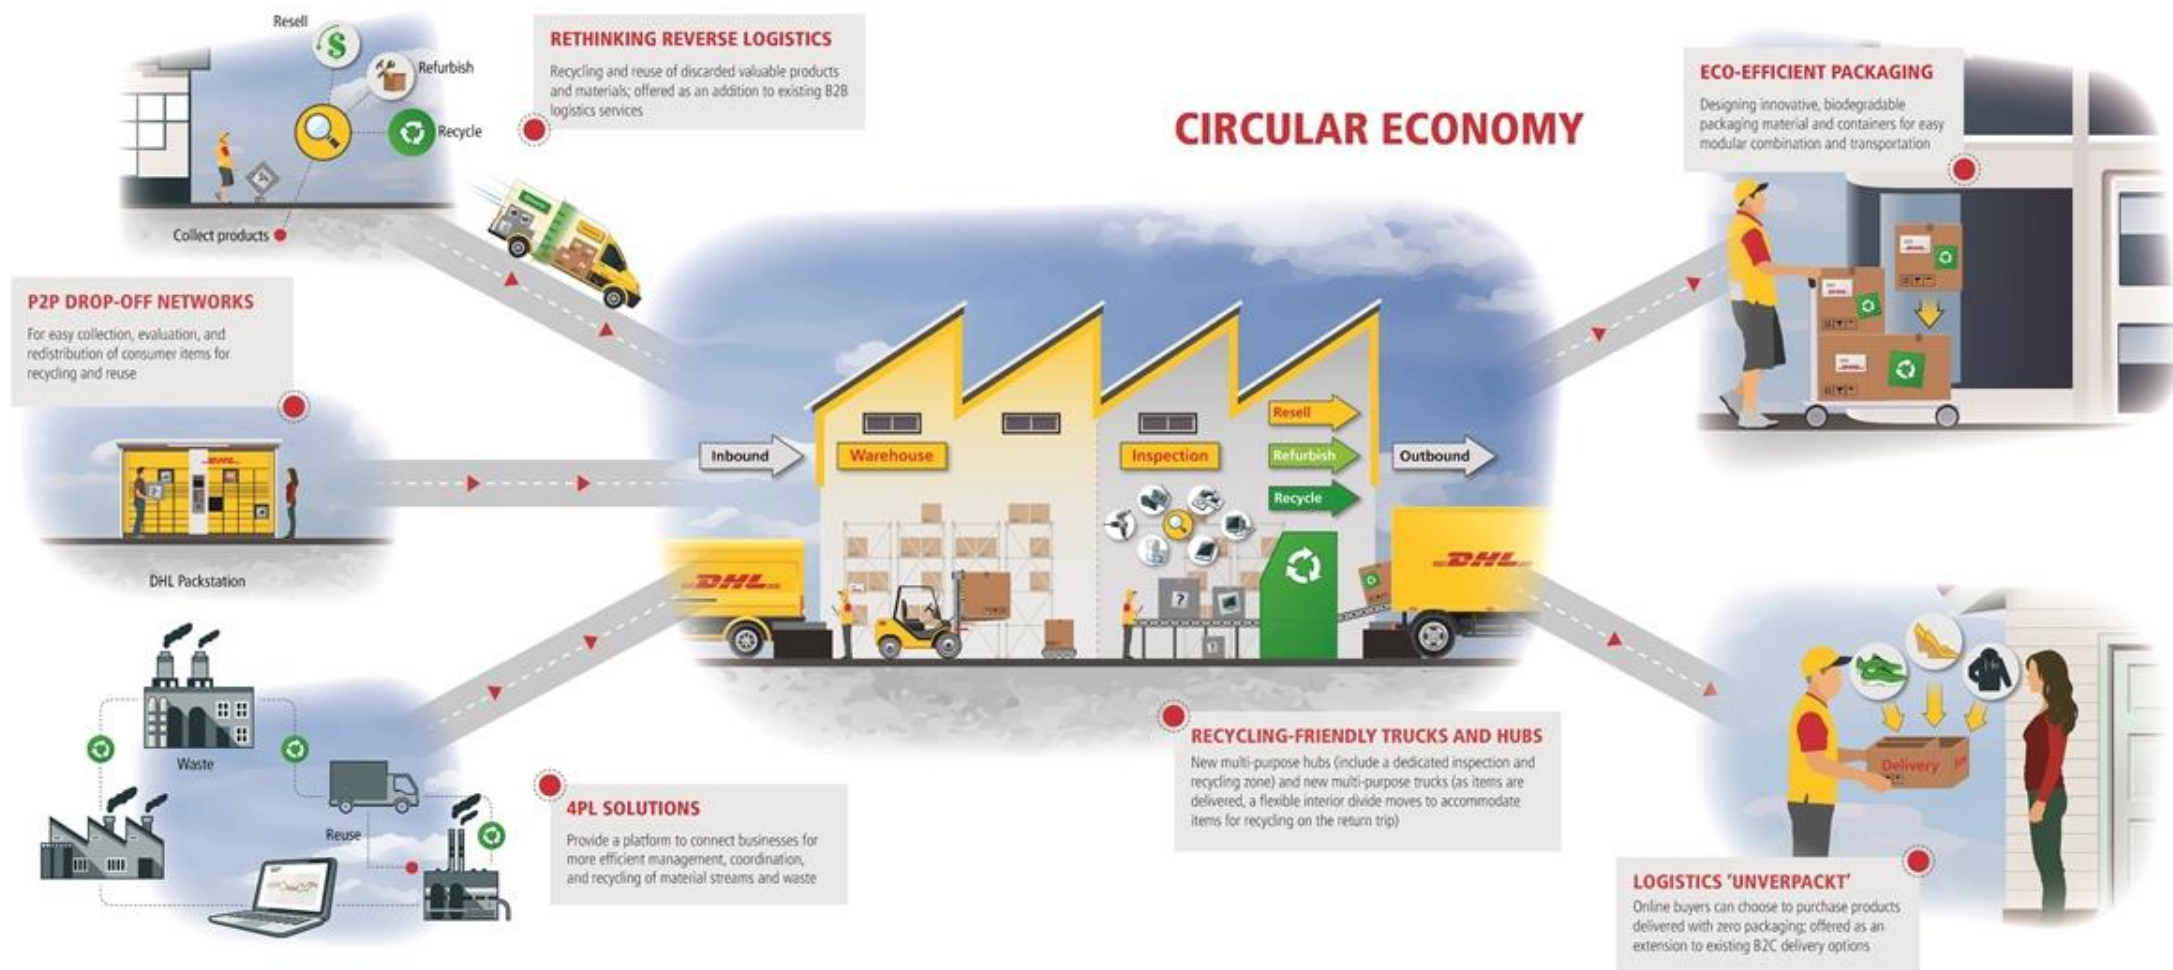 Resell
Refurbish
Recycle
Collect products
RETHINKING REVERSE LOGISTICS
Recycling and reuse of discarded valuable products
and materials; offered as an addition to existing B2B
logistics services
CIRCULAR ECONOMY
ECO-EFFICIENT PACKAGING
Designing innovative, biodegradable
packaging material and containers for easy
modular combination and transportation
P2P DROP-OFF NETWORKS
For easy collection, evaluation, and
redistribution of consumer items for
recycling and reuse
DHL
DHL Packstation
Inbound
Warehouse
Inspection
Resell
Refurbish
Recycle
Outbound
DHL
DHL
?
Waste
Reuse
4PL SOLUTIONS
Provide a platform to connect businesses for
more efficient management, coordination,
and recycling of material streams and waste
RECYCLING-FRIENDLY TRUCKS AND HUBS
New multi-purpose hubs (include a dedicated inspection and
recycling zone) and new multi-purpose trucks (as items are
delivered, a flexible interior divide moves to accommodate
items for recycling on the return trip)
Delivery
LOGISTICS 'UNVERPACKT'
Online buyers can choose to purchase products
delivered with zero packaging; offered as an
extension to existing B2C delivery options